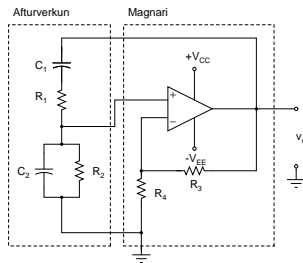 Afturverkun
Magnari
C1
R1
+VCC
+
−
-VEE
C2
R2
R3
R4